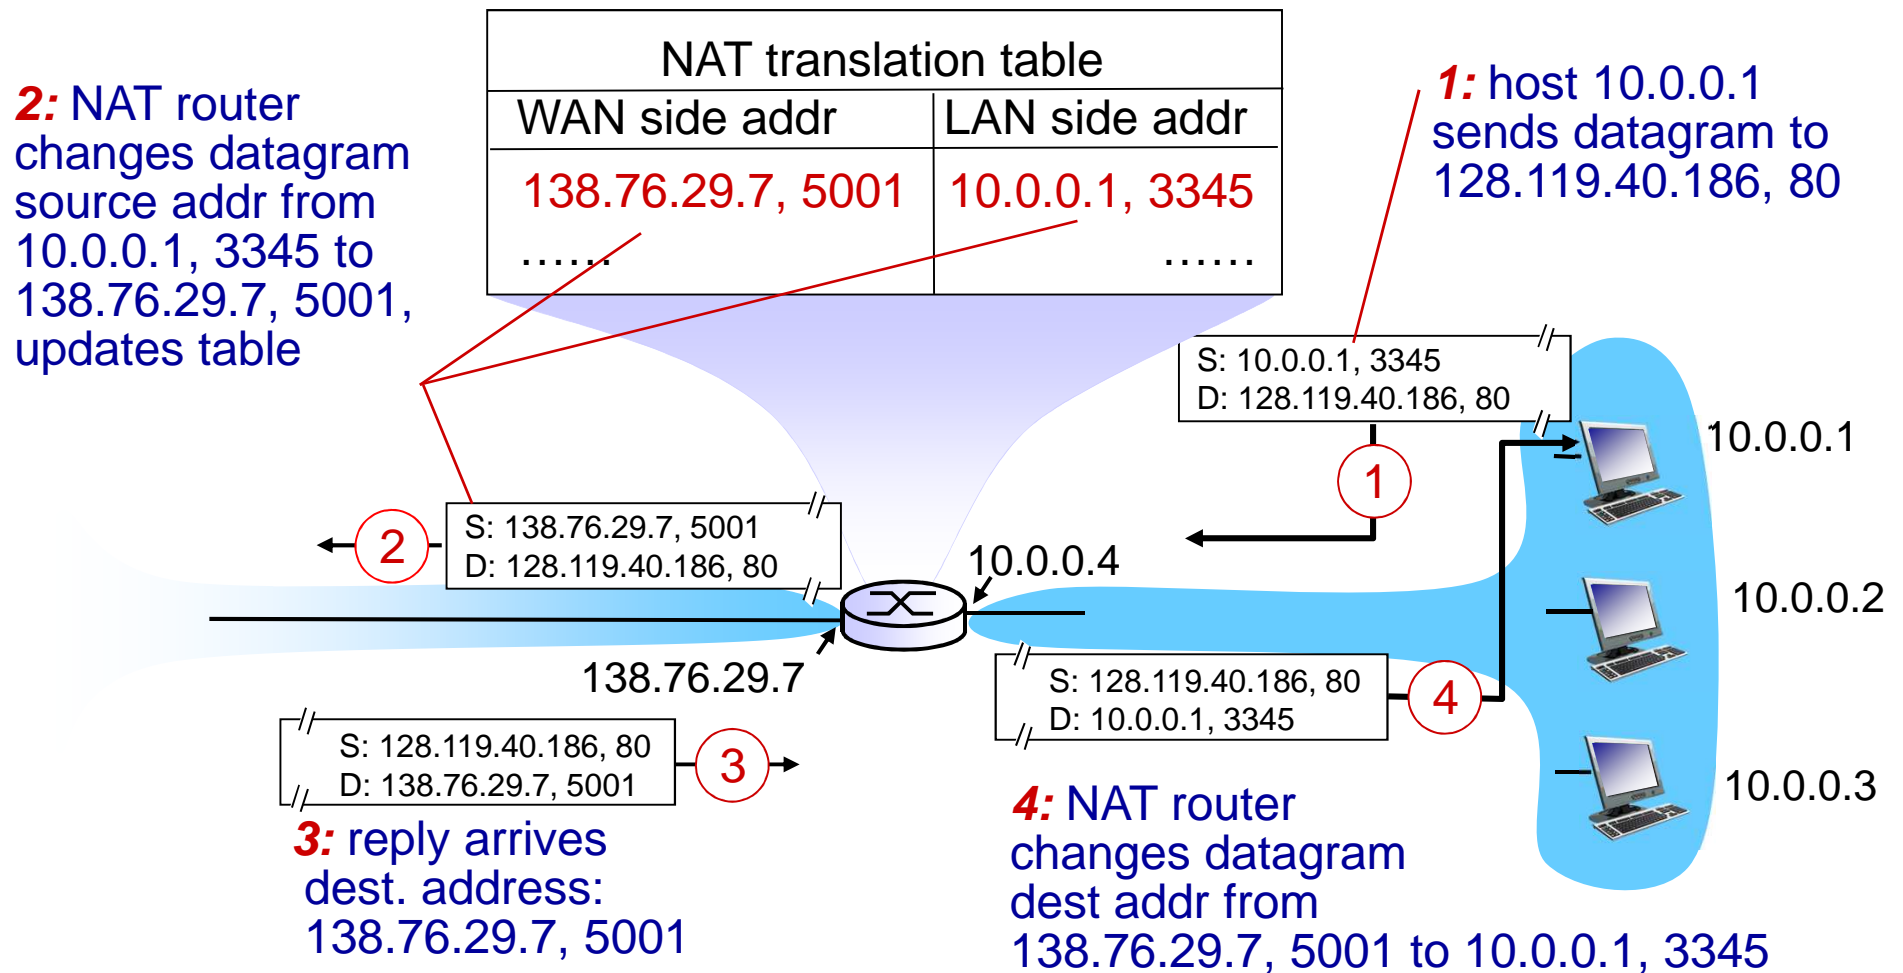 NAT translation table
WAN side addr LAN side addr
138.76.29.7, 5001 10.0.0.1, 3345
...... ......
2: NAT router
changes datagram
source addr from
10.0.0.1, 3345 to
138.76.29.7, 5001,
updates table
1: host 10.0.0.1
sends datagram to
128.119.40.186, 80
S: 10.0.0.1, 3345
D: 128.119.40.186, 80
1
10.0.0.1
2
S: 138.76.29.7, 5001
D: 128.119.40.186, 80
10.0.0.4
10.0.0.2
138.76.29.7
S: 128.119.40.186, 80
D: 10.0.0.1, 3345
4
S: 128.119.40.186, 80
D: 138.76.29.7, 5001
3
10.0.0.3
3: reply arrives
dest. address:
138.76.29.7, 5001
4: NAT router
changes datagram
dest addr from
138.76.29.7, 5001 to 10.0.0.1, 3345